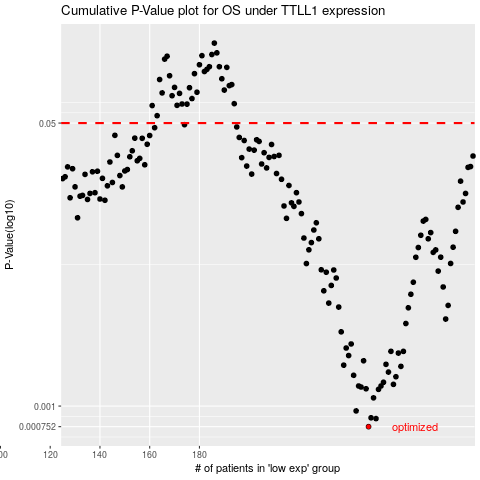 Cumulative P-Value plot for OS under TTLL1 expression
P-Value(log10)
0.05
0.001
0.000752
optimized
00 120 140 160 180
# of patients in 'low exp' group